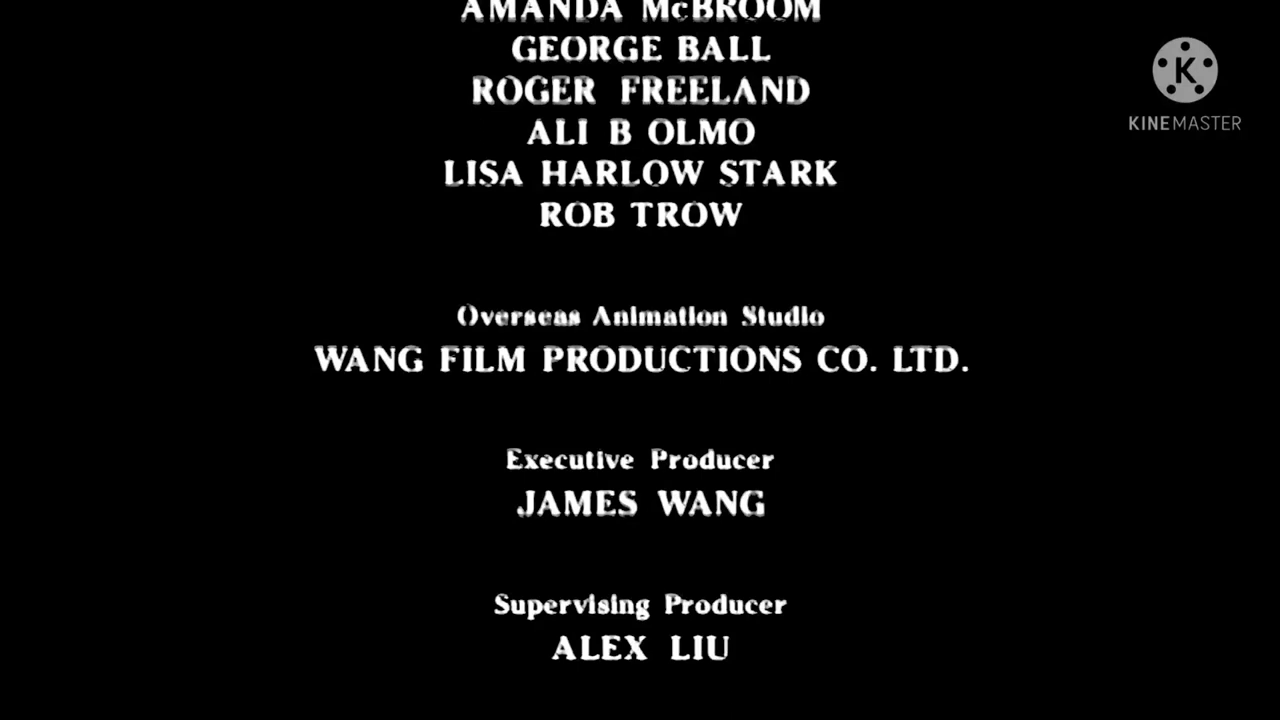 AMANDA McBROOM
GEORGE BALL
ROGER FREELAND
ALI B OLMO
LISA HARLOW STARK
ROB TROW
Overseas Animation Studio
WANG FILM PRODUCTIONS CO. LTD.
Executive Producer
JAMES WANG
Supervising Producer
ALEX LIU
K
KINEMASTER